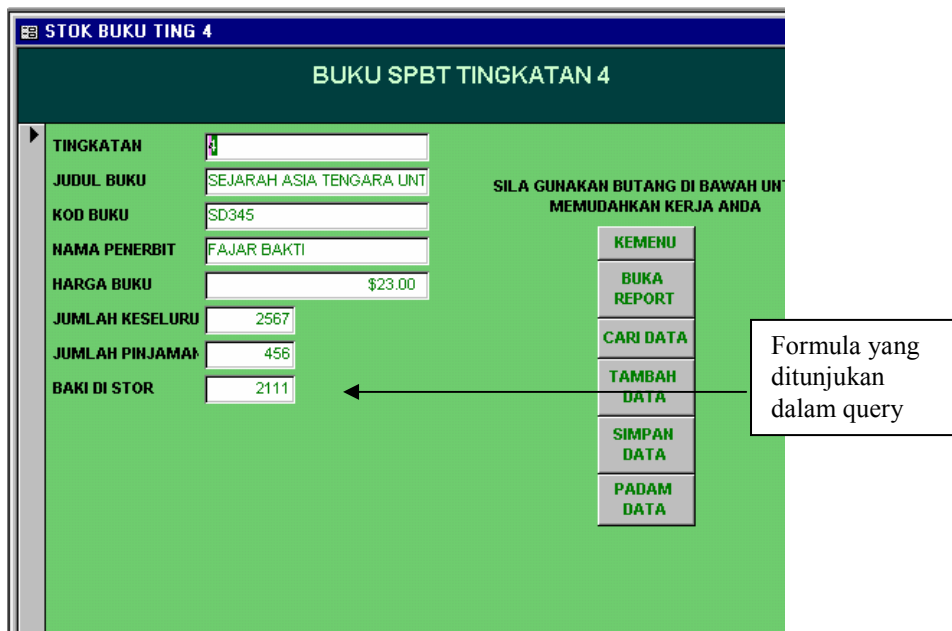 STOK BUKU TING 4
BUKU SPBT TINGKATAN 4
TINGKATAN 4
JUDUL BUKU SEJARAH ASIA TENGARA UNT
KOD BUKU SD345
NAMA PENERBIT FAJAR BAKTI
HARGA BUKU $23.00
JUMLAH KESELURU 2567
JUMLAH PINJAMAN 456
BAKI DI STOR 2111
SILA GUNAKAN BUTANG DI BAWAH UNT
MEMUDAHKAN KERJA ANDA
KEMENU
BUKA
REPORT
CARI DATA
TAMBAH
DATA
SIMPAN
DATA
PADAM
DATA
Formula yang
ditunjukan
dalam query